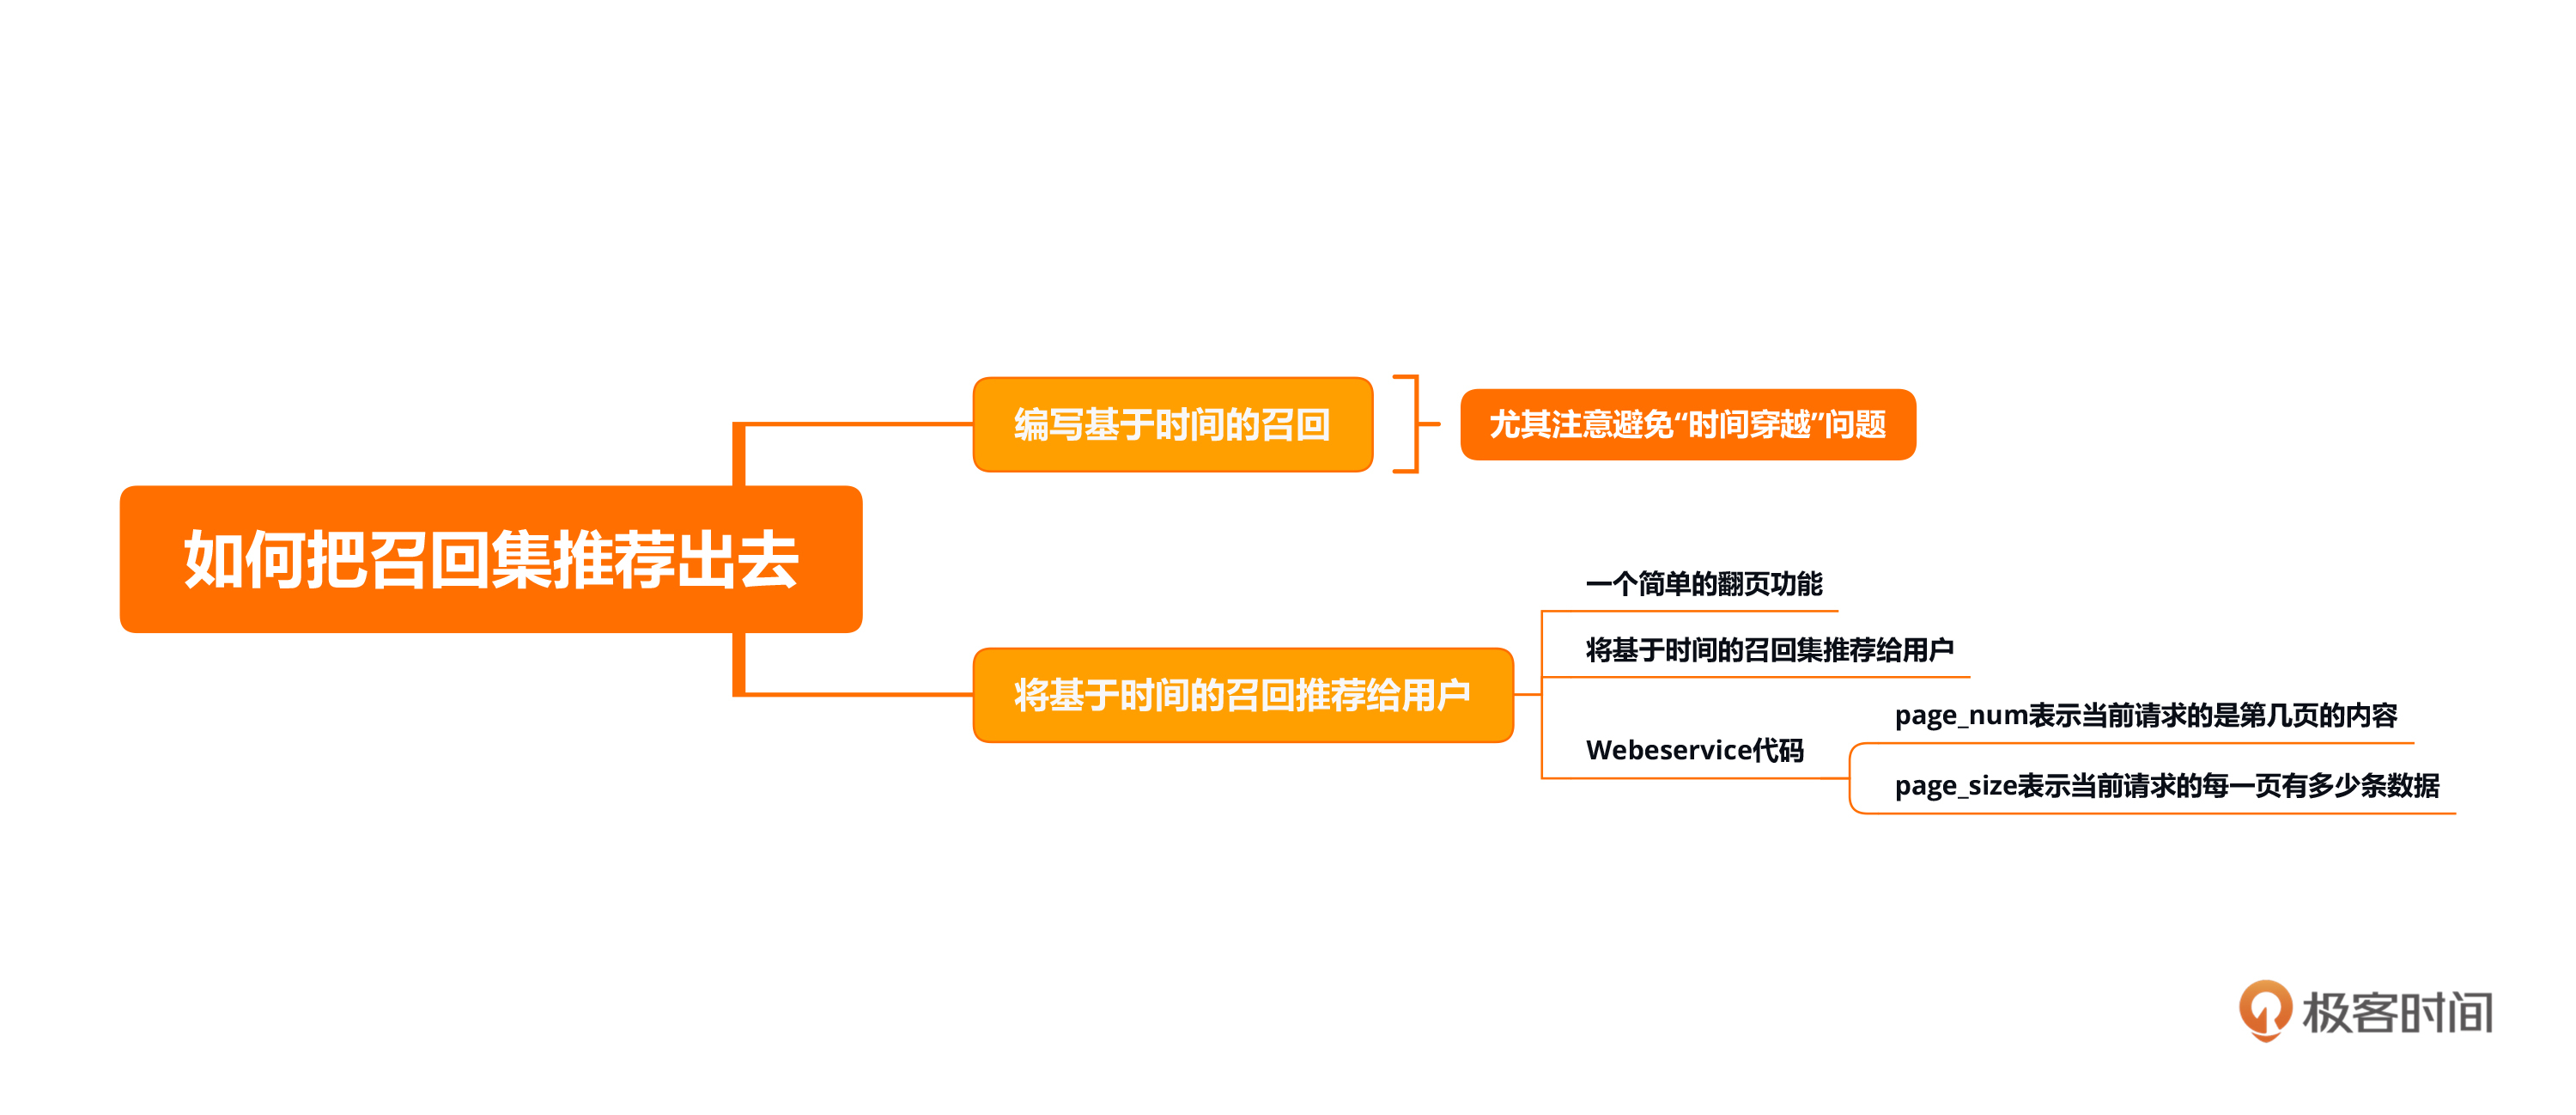 如何把召回集推荐出去
编写基于时间的召回
尤其注意避免“时间穿越”问题
将基于时间的召回推荐给用户
一个简单的翻页功能
将基于时间的召回集推荐给用户
Webeservice代码
page_num表示当前请求的是第几页的内容
page_size表示当前请求的每一页有多少条数据
极客时间